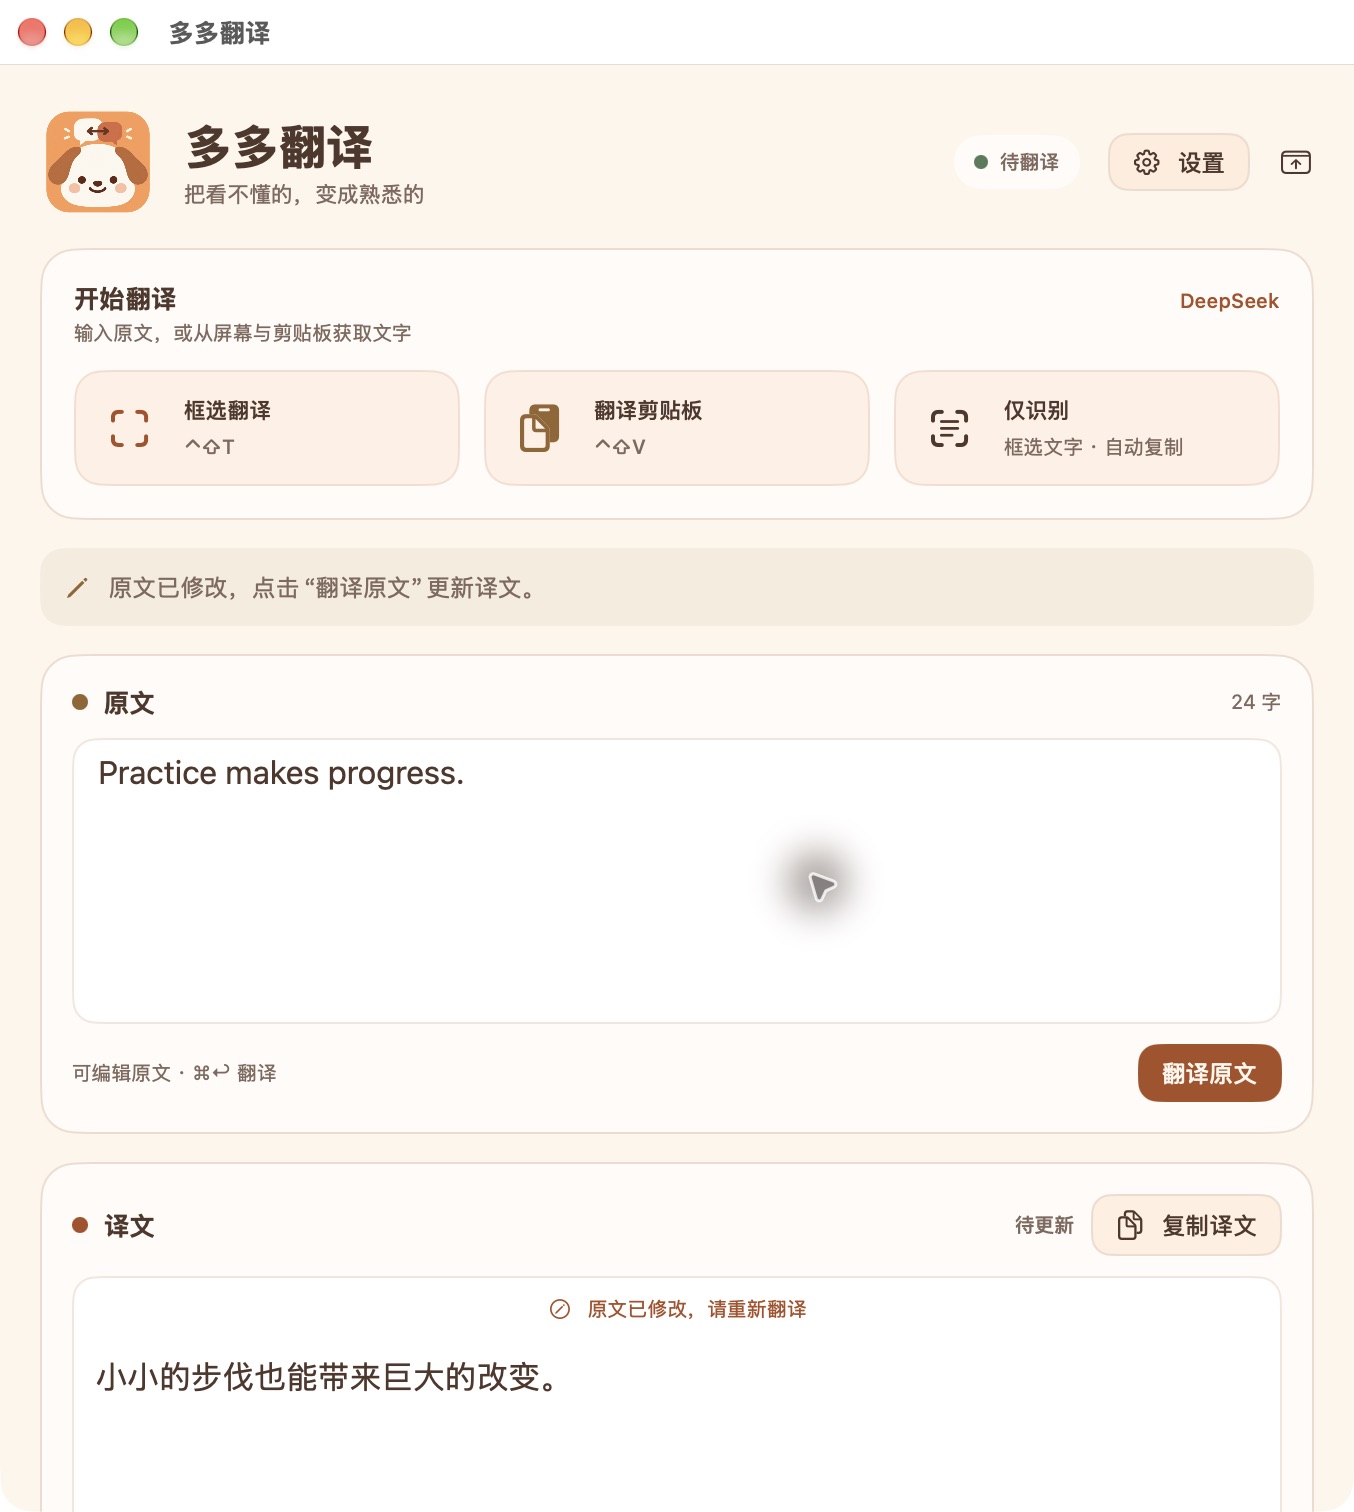 多多翻译
多多翻译
把看不懂的，变成熟悉的
待翻译
设置
开始翻译
DeepSeek
输入原文，或从屏幕与剪贴板获取文字
框选翻译
⌃⇧T
翻译剪贴板
⌃⇧V
仅识别
框选文字 · 自动复制
原文已修改，点击“翻译原文”更新译文。
原文
24 字
Practice makes progress.
可编辑原文 · ⌘↩ 翻译
翻译原文
译文
待更新
复制译文
原文已修改，请重新翻译
小小的步伐也能带来巨大的改变。